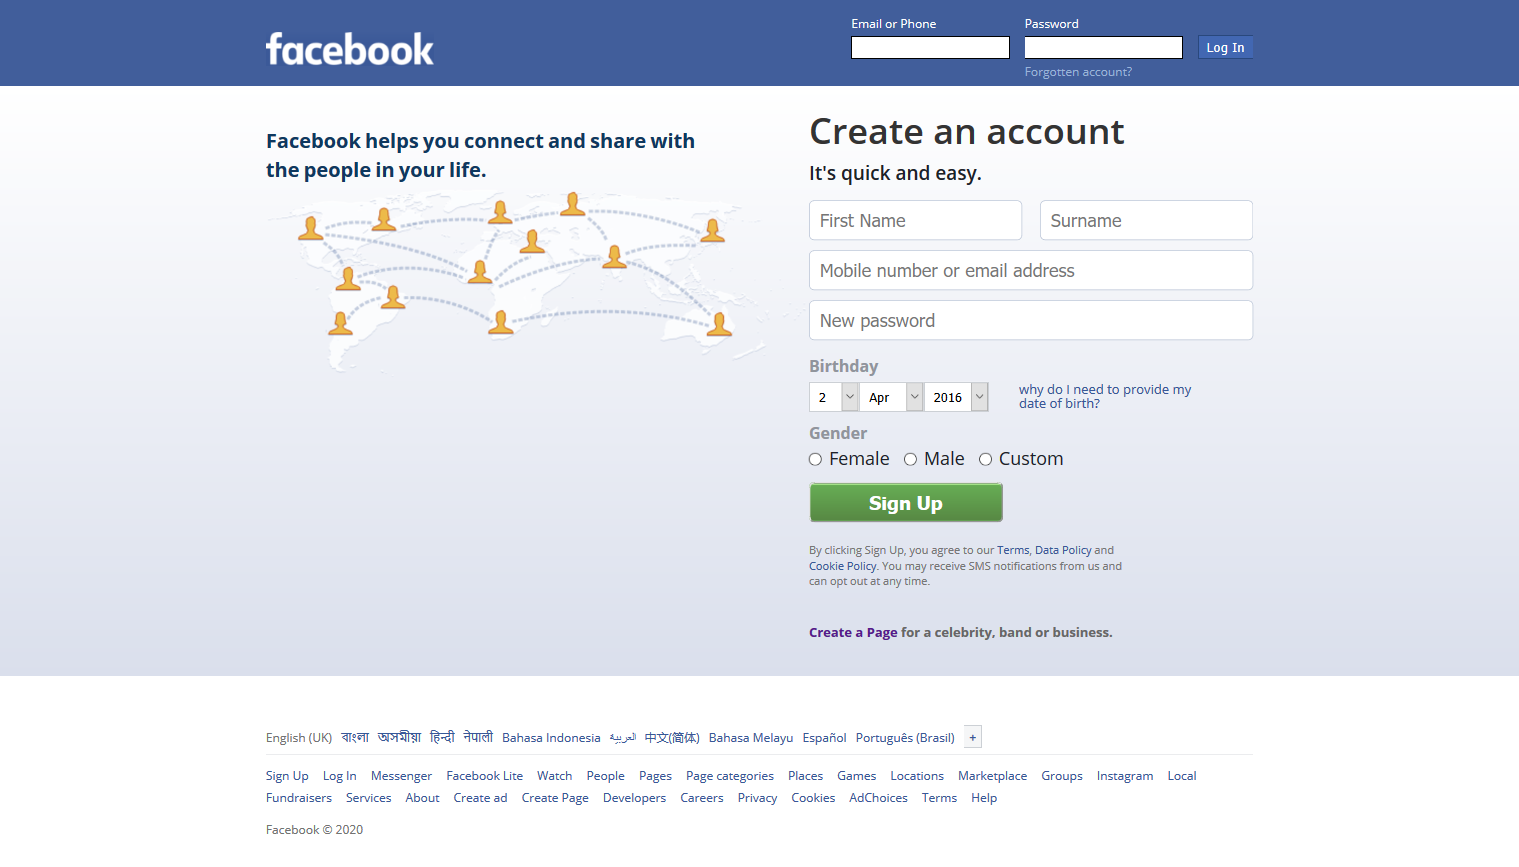 facebook
Email or Phone
Password
Log In
Forgotten account?
Facebook helps you connect and share with
the people in your life.
Create an account
It's quick and easy.
First Name
Surname
Mobile number or email address
New password
Birthday
2 Apr 2016
why do I need to provide my
date of birth?
Gender
Female Male Custom
Sign Up
By clicking Sign Up, you agree to our Terms, Data Policy and
Cookie Policy. You may receive SMS notifications from us and
can opt out at any time.
Create a Page for a celebrity, band or business.
English (UK) বাংলা অসমীয়া हिन्दी नेपाली Bahasa Indonesia العربية 中文(简体) Bahasa Melayu Español Português (Brasil) +
Sign Up Log In Messenger Facebook Lite Watch People Pages Page categories Places Games Locations Marketplace Groups Instagram Local
Fundraisers Services About Create ad Create Page Developers Careers Privacy Cookies AdChoices Terms Help
Facebook © 2020